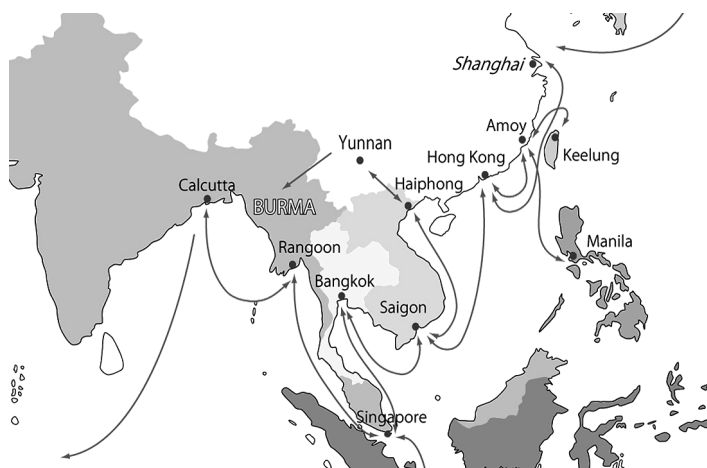 Shanghai
Amoy
Yunnan
Hong Kong
Keelung
Calcutta
Haiphong
BURMA
Rangoon
Manila
Bangkok
Saigon
Singapore